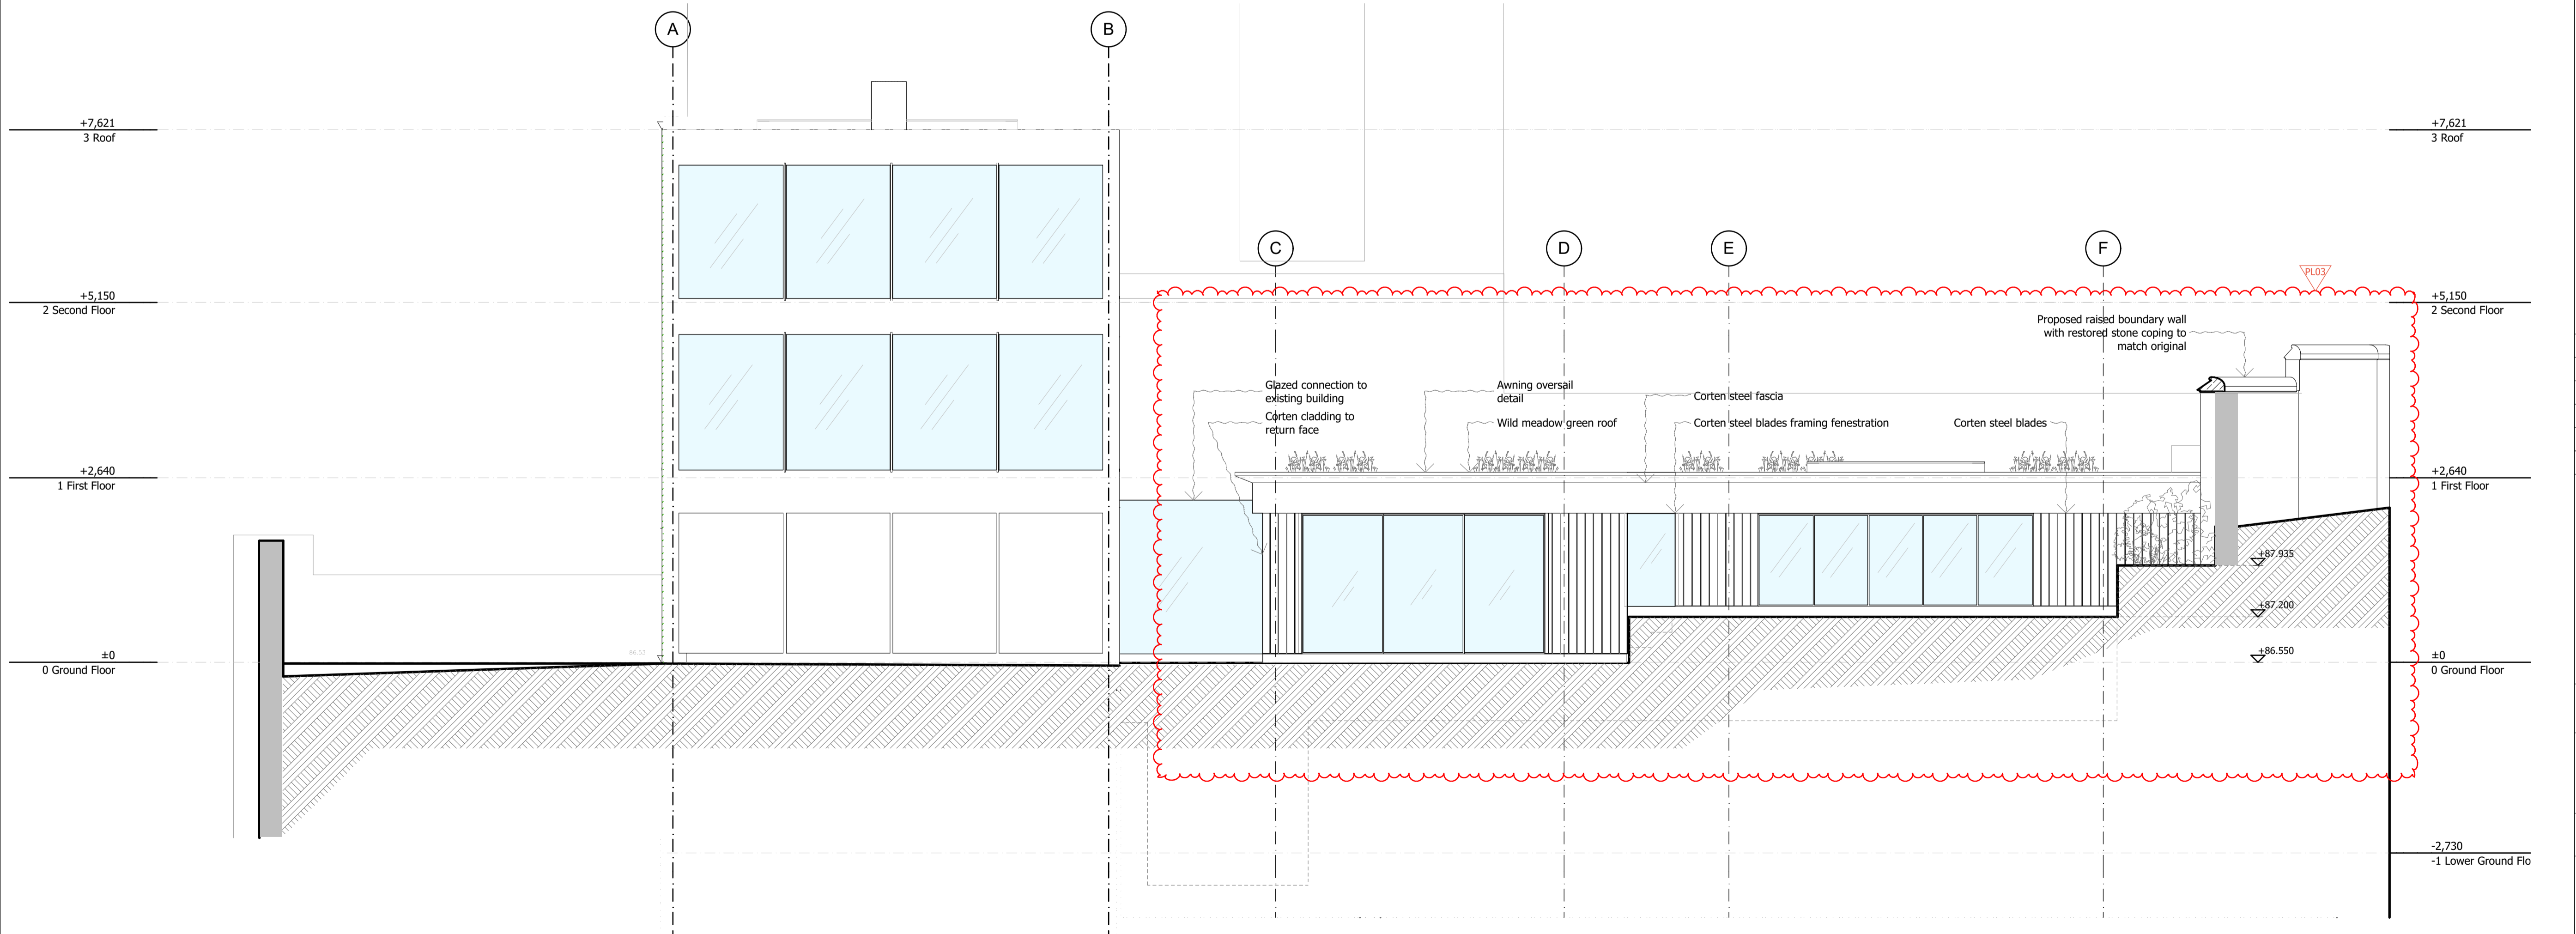 A
B
+7,621
3 Roof
+7,621
3 Roof
C
D
E
F
PL03
+5,150
2 Second Floor
+5,150
2 Second Floor
Proposed raised boundary wall
with restored stone coping to
match original
Glazed connection to
existing building
Corten cladding to
return face
Awning oversail
detail
Wild meadow green roof
Corten steel fascia
Corten steel blades framing fenestration
Corten steel blades
+2,640
1 First Floor
+2,640
1 First Floor
+87.935
+87.200
+86.550
86.53
±0
0 Ground Floor
±0
0 Ground Floor
-2,730
-1 Lower Ground Flo